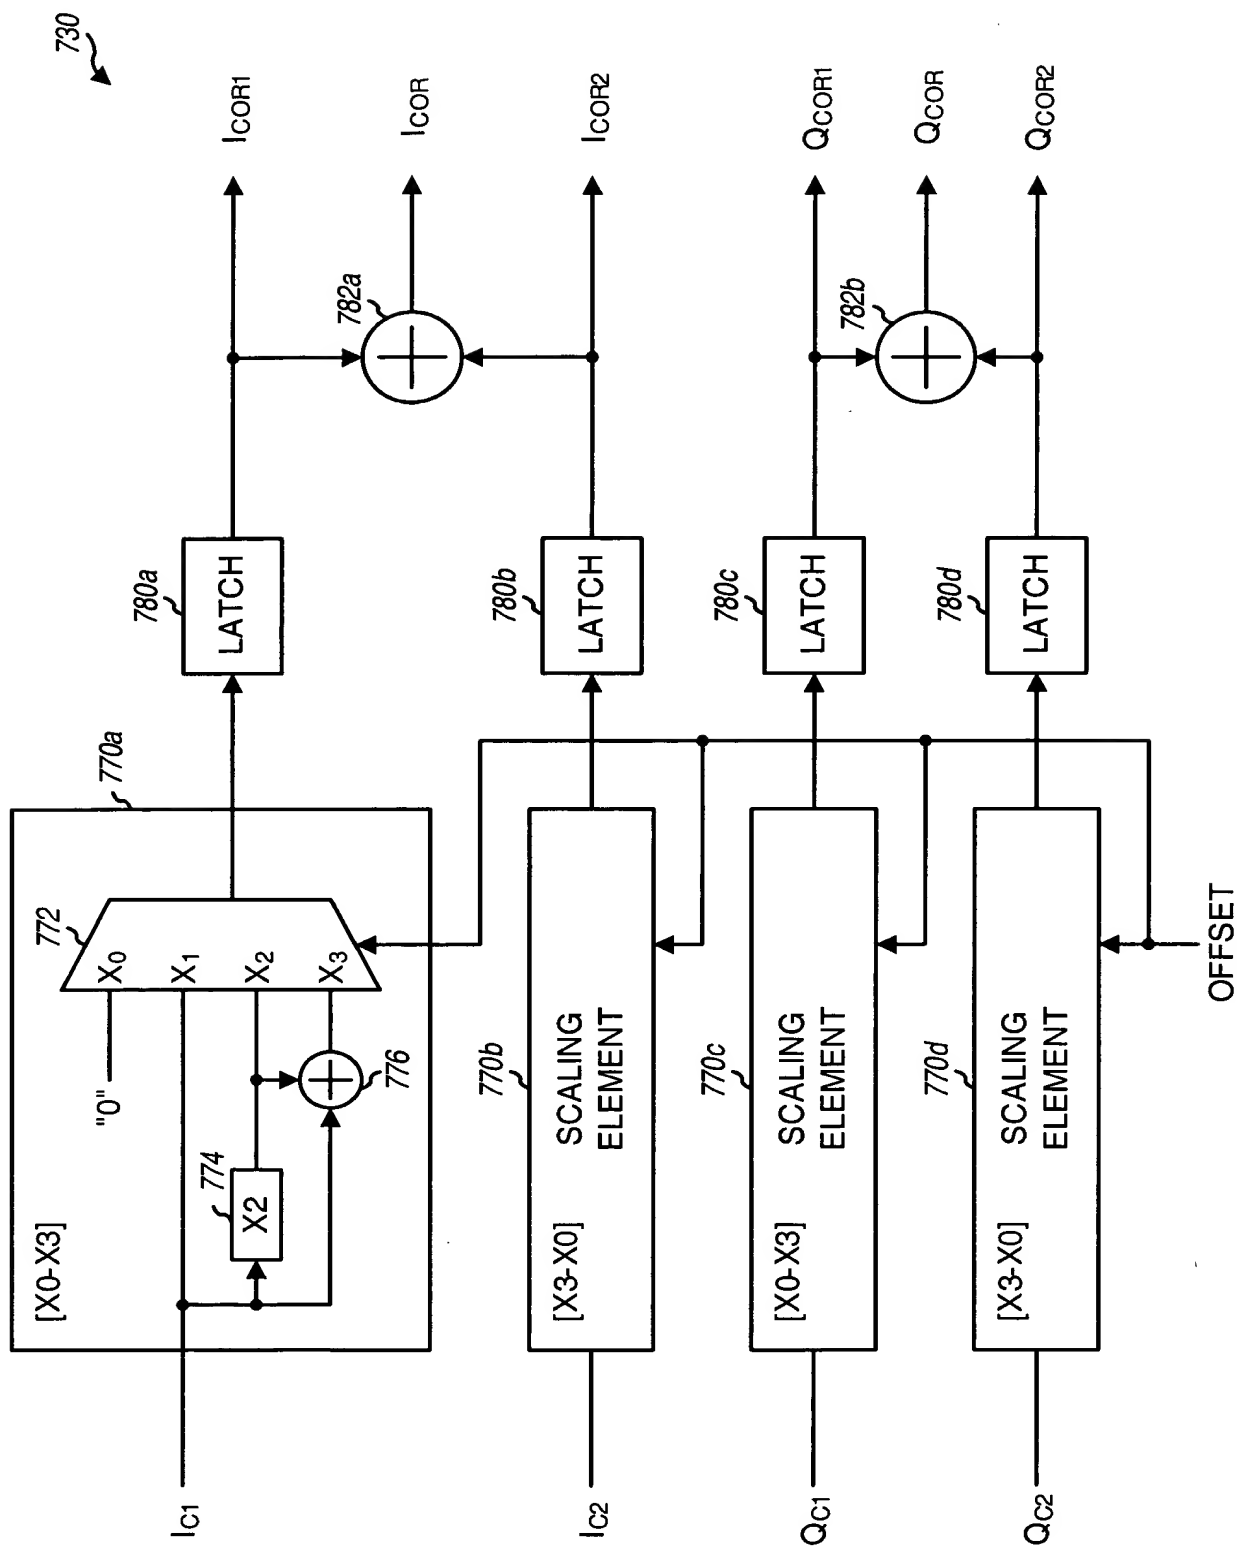 730
770a
[X0-X3]
772
"0"
X0
X1
X2
X3
774
X2
776
IC1
780a
LATCH
ICOR1
782a
ICOR
IC2
770b
[X3-X0]
SCALING
ELEMENT
780b
LATCH
ICOR2
QC1
770c
[X0-X3]
SCALING
ELEMENT
780c
LATCH
QCOR1
782b
QCOR
QC2
770d
[X3-X0]
SCALING
ELEMENT
780d
LATCH
QCOR2
OFFSET